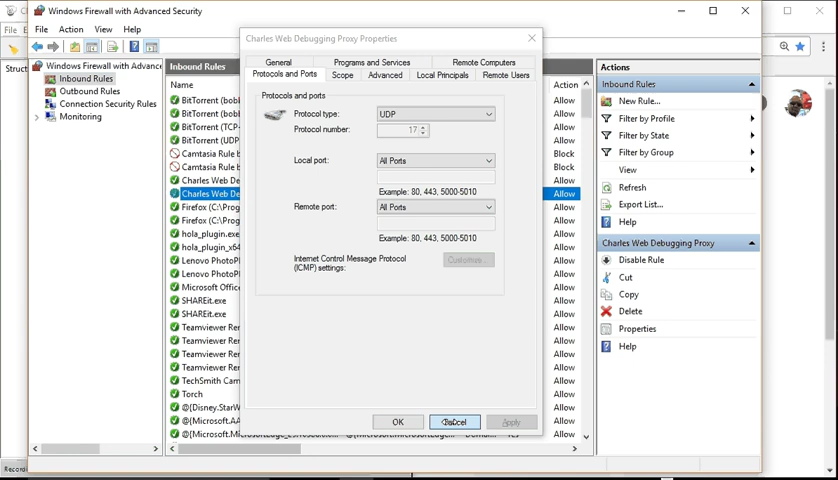 Windows Firewall with Advanced Security
File Action View Help
Windows Firewall with Advance
Inbound Rules
Outbound Rules
Connection Security Rules
Monitoring
Inbound Rules
Name
Action
BitTorrent (bobb
Allow
BitTorrent (bobb
Allow
BitTorrent (TCP-
Allow
BitTorrent (UDP
Allow
Camtasia Rule b
Block
Camtasia Rule b
Block
Charles Web De
Allow
Charles Web De
Allow
Firefox (C:\Prog
Allow
Firefox (C:\Prog
Allow
hola_plugin.exe
Allow
hola_plugin_x64
Allow
Lenovo PhotoP
Allow
Lenovo PhotoP
Allow
Microsoft Office
Allow
SHAREit.exe
Allow
SHAREit.exe
Allow
Teamviewer Rer
Allow
Teamviewer Rer
Allow
Teamviewer Rer
Allow
Teamviewer Rer
Allow
TechSmith Cam
Allow
Torch
Allow
@{Disney.StarW
Allow
@{Microsoft.AA
Allow
Allow
Charles Web Debugging Proxy Properties
General Programs and Services Remote Computers
Protocols and Ports Scope Advanced Local Principals Remote Users
Protocols and ports
Protocol type: UDP
Protocol number: 17
Local port: All Ports
Example: 80, 443, 5000-5010
Remote port: All Ports
Example: 80, 443, 5000-5010
Internet Control Message Protocol
(ICMP) settings:
Customize...
OK Cancel Apply
Actions
Inbound Rules
New Rule...
Filter by Profile
Filter by State
Filter by Group
View
Refresh
Export List...
Help
Charles Web Debugging Proxy
Disable Rule
Cut
Copy
Delete
Properties
Help
File
Struct
Record